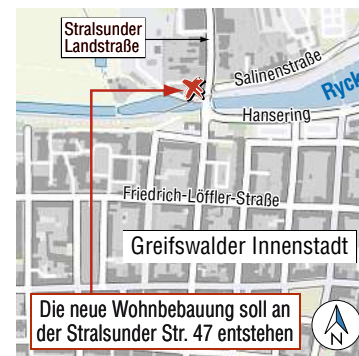 Stralsunder
Landstraße
Salinenstraße
Ryck
Hansering
Friedrich-Löffler-Straße
Greifswalder Innenstadt
Die neue Wohnbebauung soll an
der Stralsunder Str. 47 entstehen
N